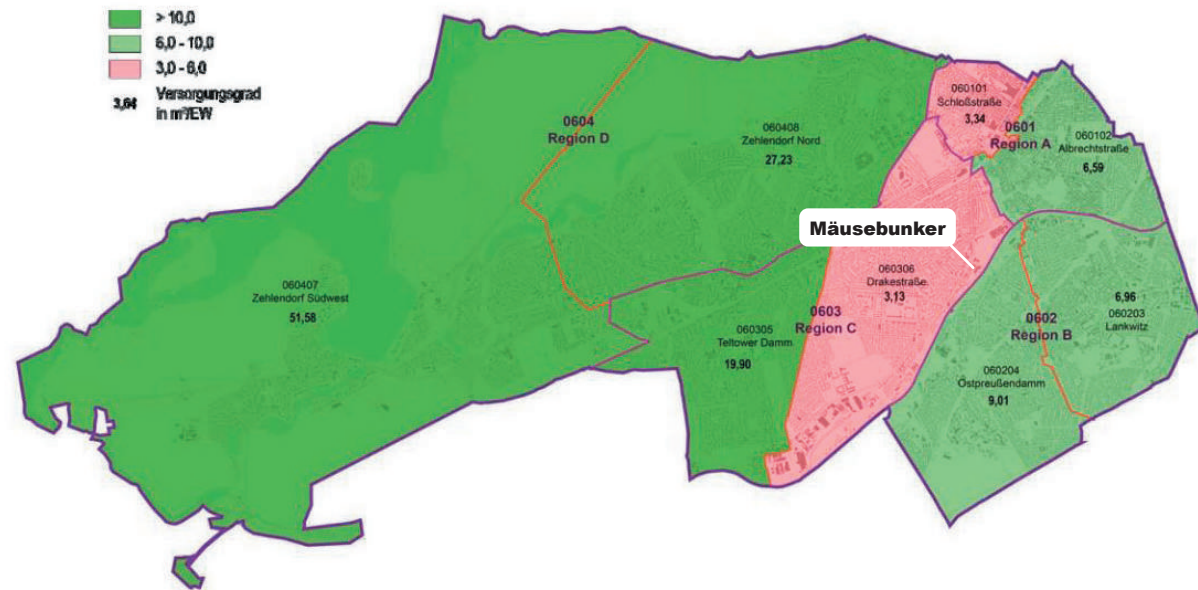 > 10,0
6,0 - 10,0
3,0 - 6,0
3,64 Versorgungsgrad
in m²/EW
0604
Region D
060408
Zehlendorf Nord
27,23
060101
Schloßstraße
3,34
0601
Region A
060102
Albrechtstraße
6,59
Mäusebunker
060407
Zehlendorf Südwest
51,58
060306
Drakestraße.
3,13
0603
Region C
060305
Teltower Damm
19,90
6,96
060203
Lankwitz
0602
Region B
060204
Ostpreußendamm
9,01